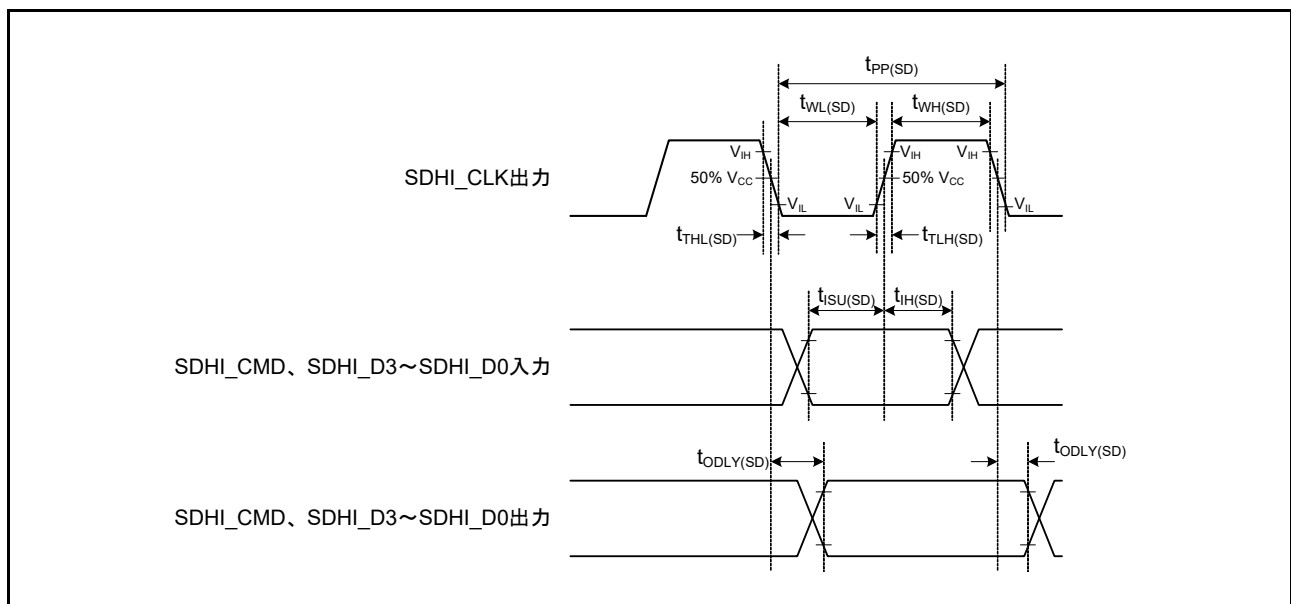 tPP(SD)
tWL(SD) tWH(SD)
VIH VIH VIH
SDHI_CLK出力 50% VCC 50% VCC
VIL VIL VIL
tTHL(SD) tTLH(SD)
tISU(SD) tIH(SD)
SDHI_CMD、SDHI_D3～SDHI_D0入力
tODLY(SD) tODLY(SD)
SDHI_CMD、SDHI_D3～SDHI_D0出力